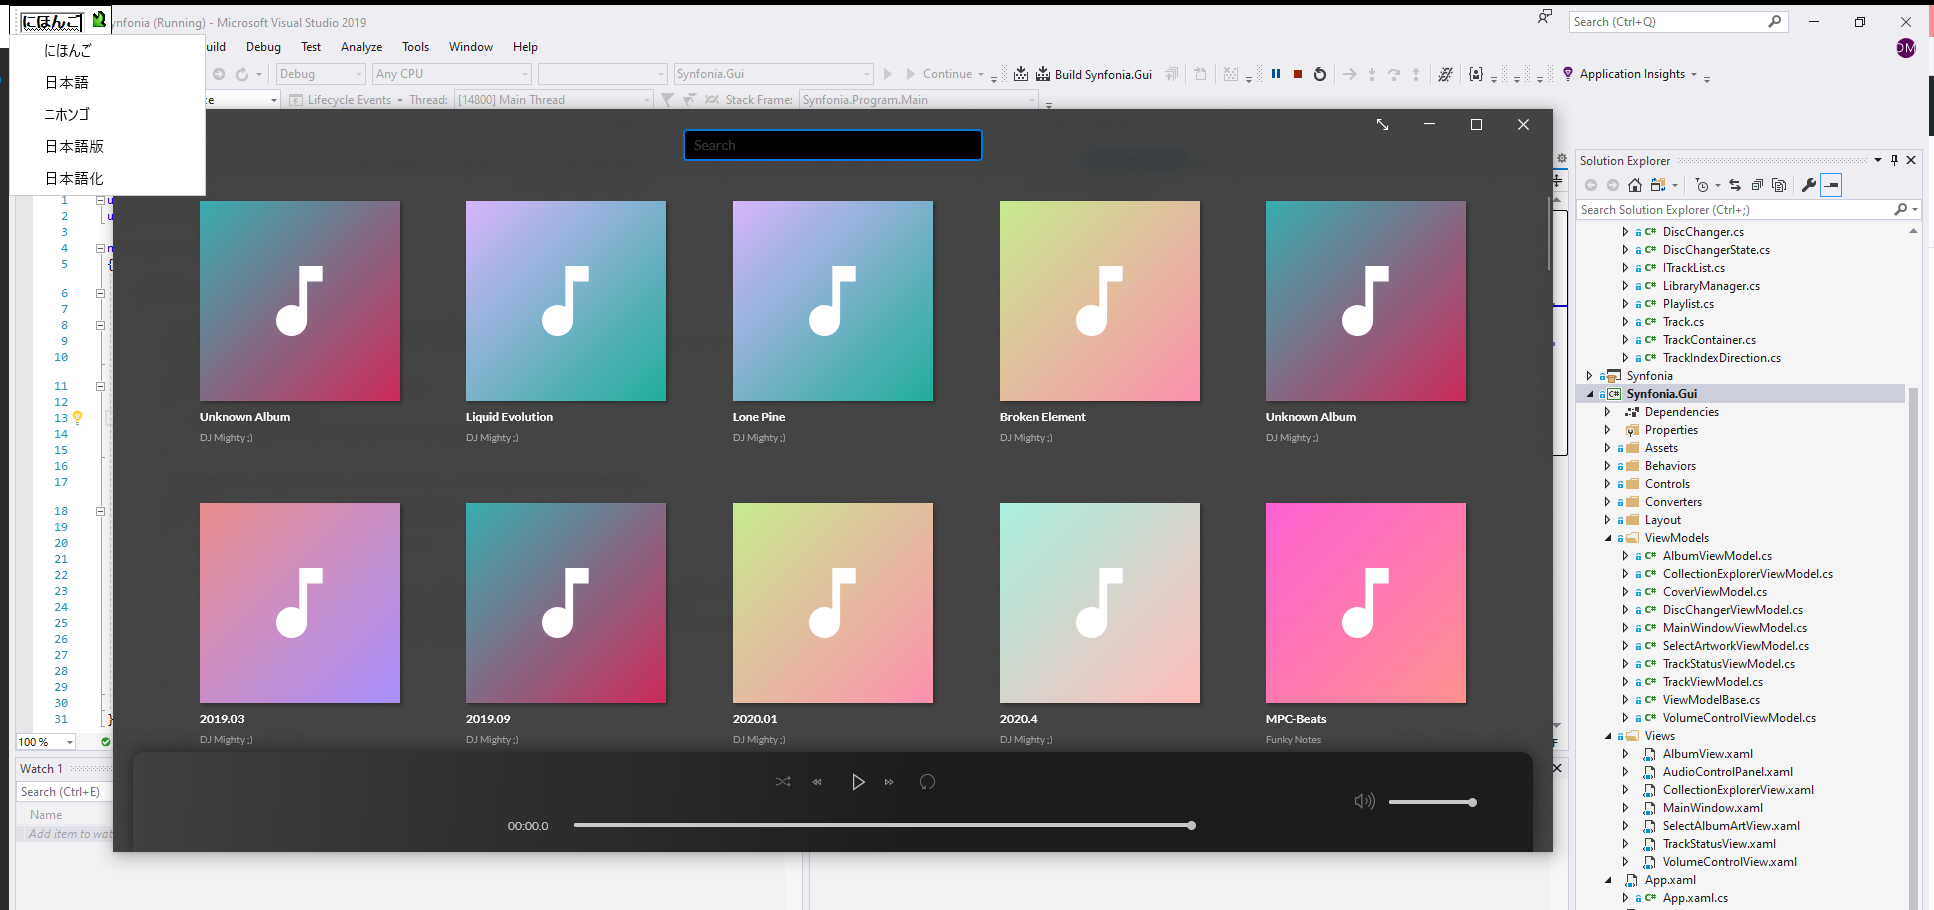 にほんご
にほんご
日本語
ニホンゴ
日本語版
日本語化
ynfonia (Running) - Microsoft Visual Studio 2019
Search (Ctrl+Q)
DM
uild Debug Test Analyze Tools Window Help
Debug Any CPU Synfonia.Gui Continue Build Synfonia.Gui Application Insights
ce Lifecycle Events Thread: [14800] Main Thread Stack Frame: Synfonia.Program.Main
Search
Unknown Album
DJ Mighty ;)
Liquid Evolution
DJ Mighty ;)
Lone Pine
DJ Mighty ;)
Broken Element
DJ Mighty ;)
Unknown Album
DJ Mighty ;)
2019.03
DJ Mighty ;)
2019.09
DJ Mighty ;)
2020.01
DJ Mighty ;)
2020.4
DJ Mighty ;)
MPC-Beats
Funky Notes
00:00.0
1 u
2 u
3
4 n
5 {
6
7
8
9
10
11
12
13
14
15
16
17
18
19
20
21
22
23
24
25
26
27
28
29
30
31 }
100 %
Watch 1
Search (Ctrl+E)
Name
Add item to wat
F
Solution Explorer
Search Solution Explorer (Ctrl+;)
C# DiscChanger.cs
C# DiscChangerState.cs
C# ITrackList.cs
C# LibraryManager.cs
C# Playlist.cs
C# Track.cs
C# TrackContainer.cs
C# TrackIndexDirection.cs
Synfonia
C# Synfonia.Gui
Dependencies
Properties
Assets
Behaviors
Controls
Converters
Layout
ViewModels
C# AlbumViewModel.cs
C# CollectionExplorerViewModel.cs
C# CoverViewModel.cs
C# DiscChangerViewModel.cs
C# MainWindowViewModel.cs
C# SelectArtworkViewModel.cs
C# TrackStatusViewModel.cs
C# TrackViewModel.cs
C# ViewModelBase.cs
C# VolumeControlViewModel.cs
Views
AlbumView.xaml
AudioControlPanel.xaml
CollectionExplorerView.xaml
MainWindow.xaml
SelectAlbumArtView.xaml
TrackStatusView.xaml
VolumeControlView.xaml
App.xaml
C# App.xaml.cs